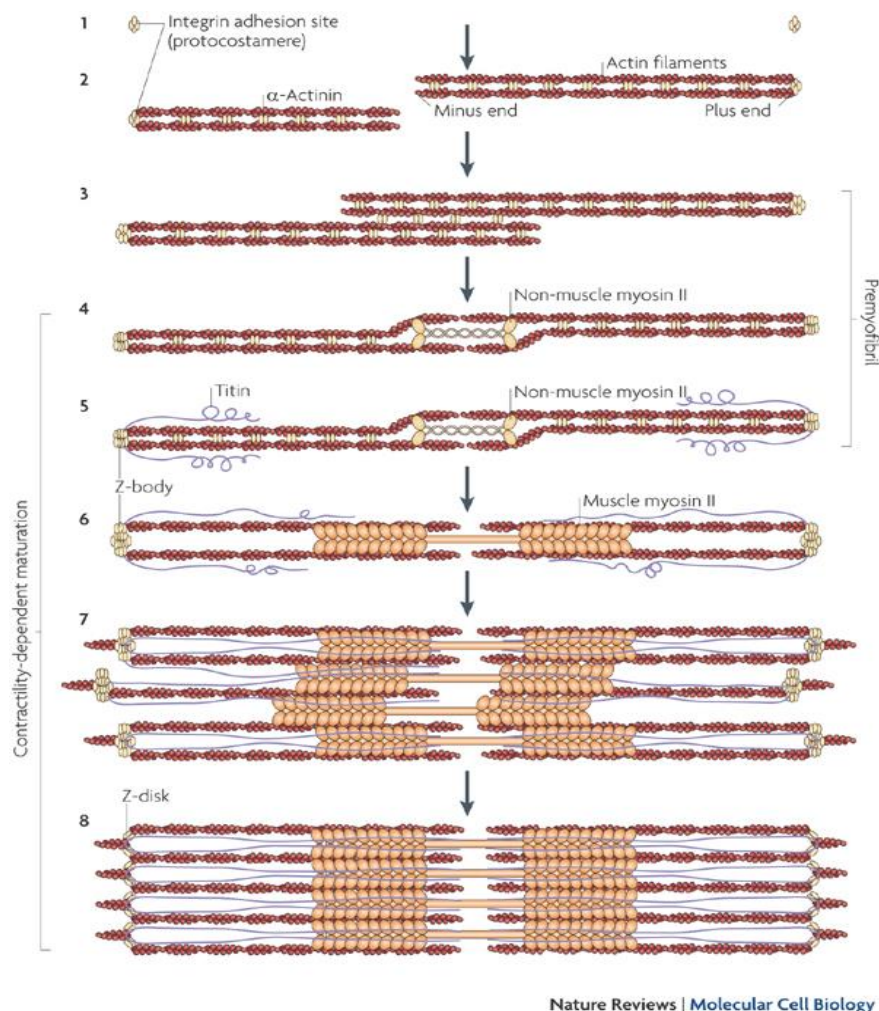 1
Integrin adhesion site
(protocostamere)
2
α-Actinin
Actin filaments
Minus end
Plus end
3
4
Non-muscle myosin II
5
Titin
Non-muscle myosin II
Z-body
6
Muscle myosin II
7
Z-disk
8
Premyofibril
Contractility-dependent maturation
Nature Reviews | Molecular Cell Biology